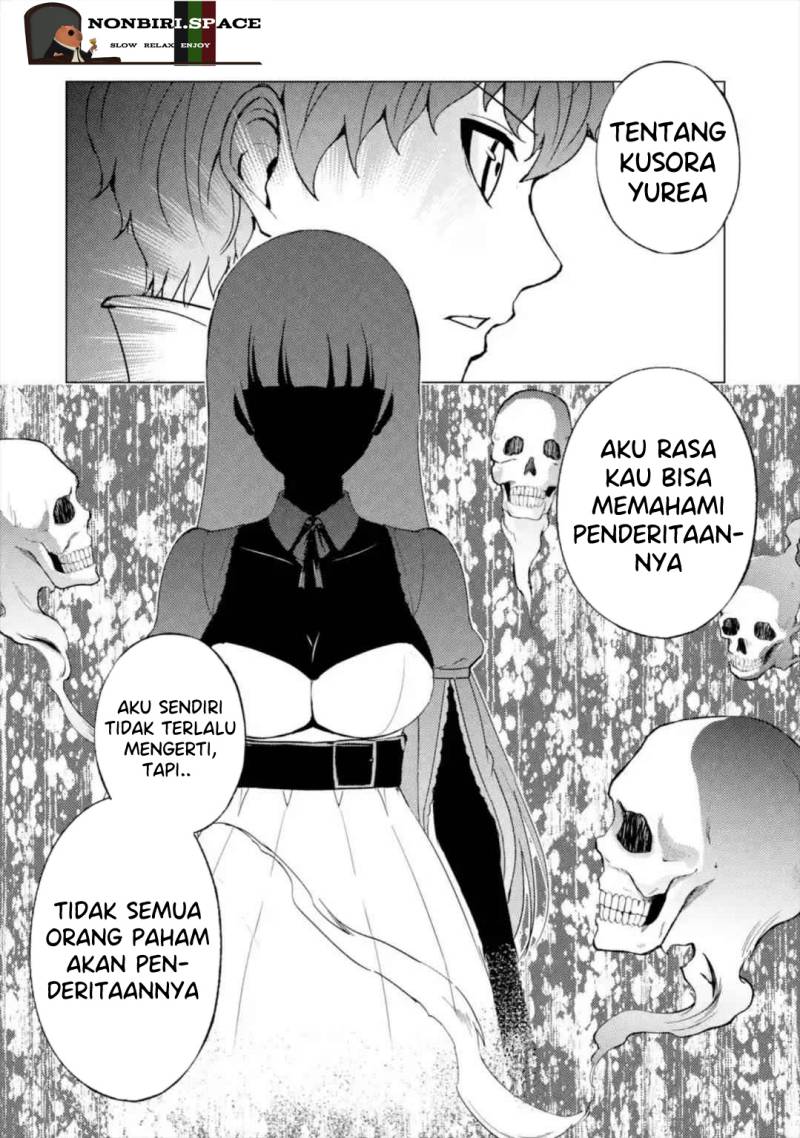 NONBIRI.SPACE
SLOW RELAX ENJOY
TENTANG
KUSORA
YUREA
AKU RASA
KAU BISA
MEMAHAMI
PENDERITAAN-
NYA
AKU SENDIRI
TIDAK TERLALU
MENGERTI,
TAPI..
TIDAK SEMUA
ORANG PAHAM
AKAN PEN-
DERITAANNYA